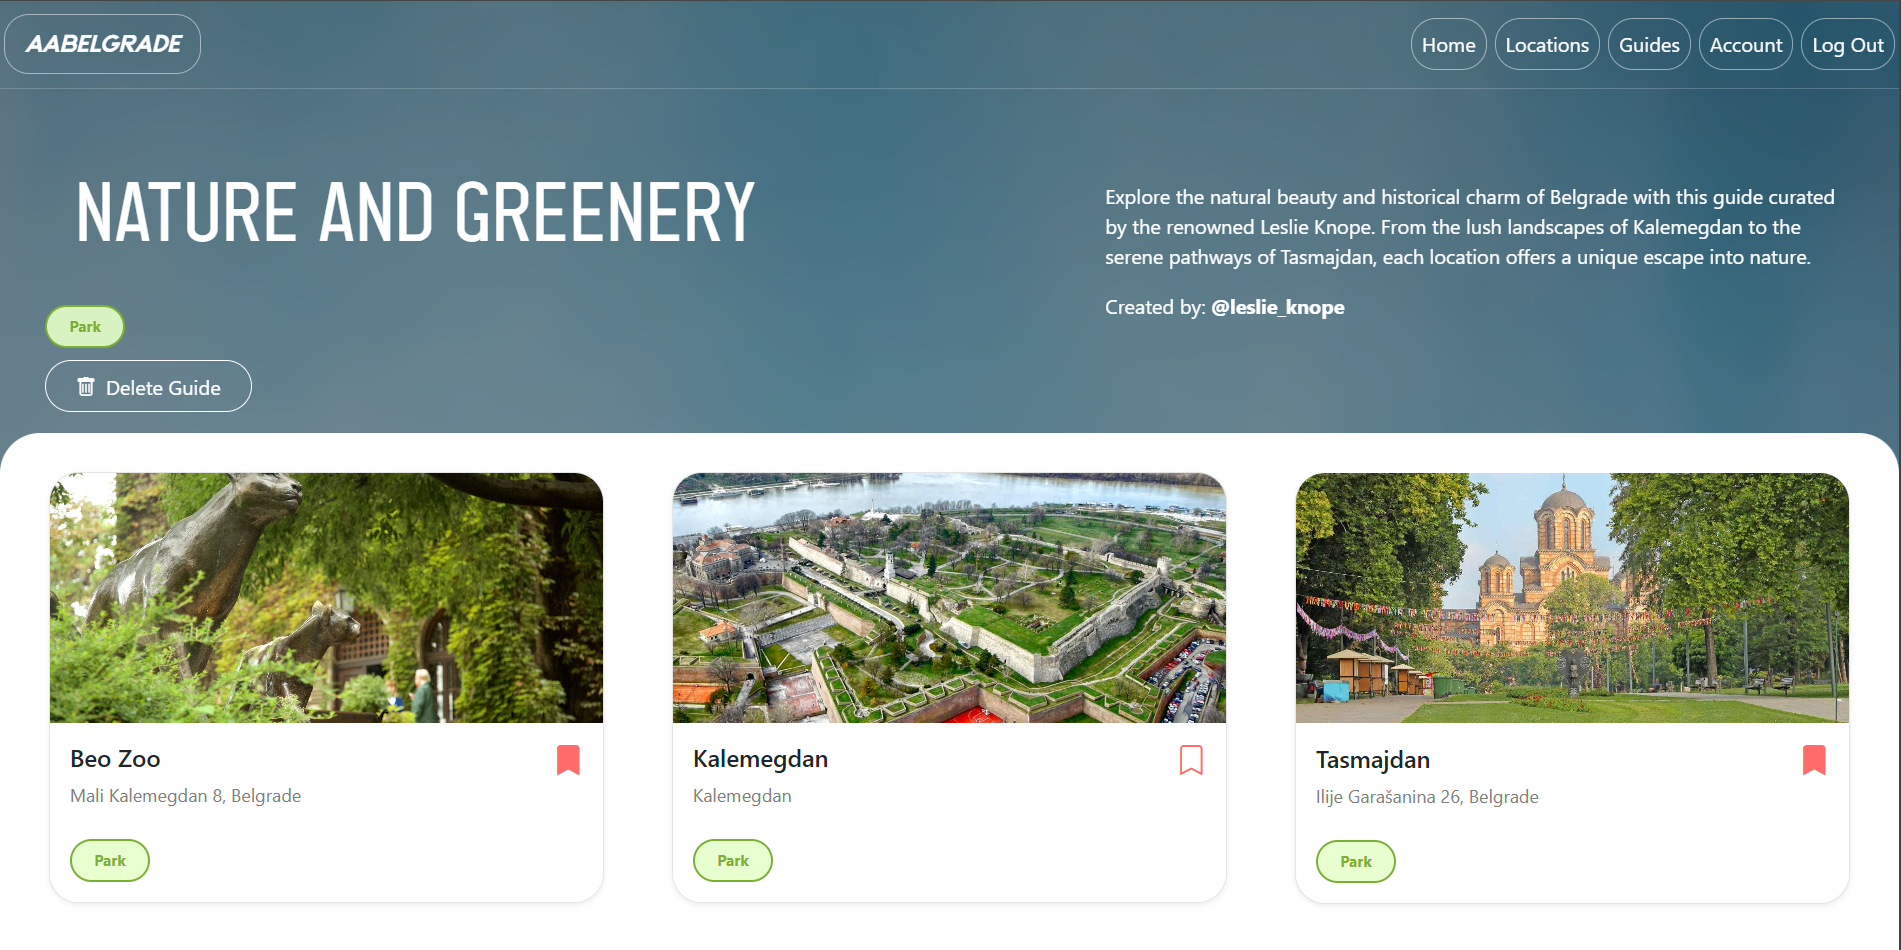 AABELGRADE
Home
Locations
Guides
Account
Log Out
NATURE AND GREENERY
Explore the natural beauty and historical charm of Belgrade with this guide curated
by the renowned Leslie Knope. From the lush landscapes of Kalemegdan to the
serene pathways of Tasmajdan, each location offers a unique escape into nature.
Created by: @leslie_knope
Park
Delete Guide
Beo Zoo
Mali Kalemegdan 8, Belgrade
Park
Kalemegdan
Kalemegdan
Park
Tasmajdan
Ilije Garašanina 26, Belgrade
Park